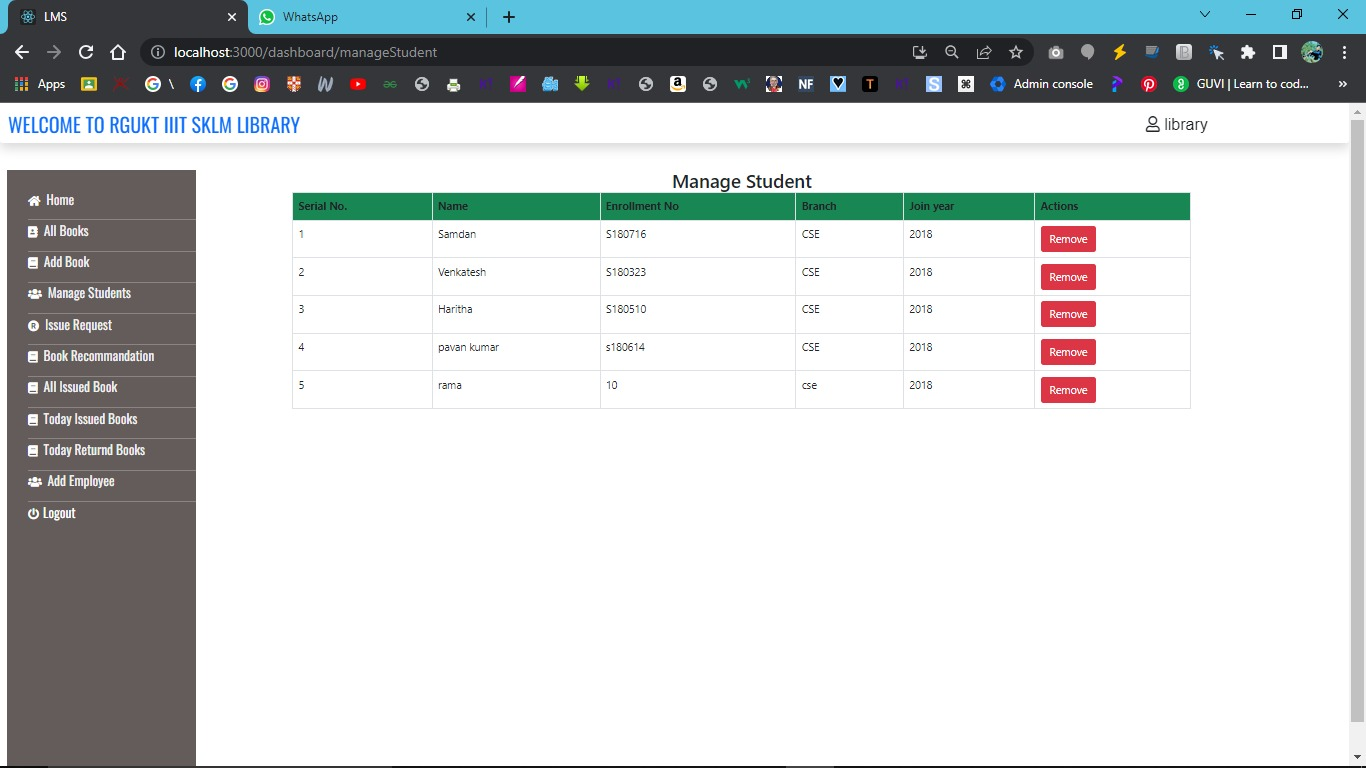 LMS
WhatsApp
localhost:3000/dashboard/manageStudent
Apps
Admin console
GUVI | Learn to cod...
WELCOME TO RGUKT IIIT SKLM LIBRARY
library
Home
All Books
Add Book
Manage Students
Issue Request
Book Recommandation
All Issued Book
Today Issued Books
Today Returnd Books
Add Employee
Logout
Manage Student
Serial No. Name Enrollment No Branch Join year Actions
1 Samdan S180716 CSE 2018 Remove
2 Venkatesh S180323 CSE 2018 Remove
3 Haritha S180510 CSE 2018 Remove
4 pavan kumar s180614 CSE 2018 Remove
5 rama 10 cse 2018 Remove